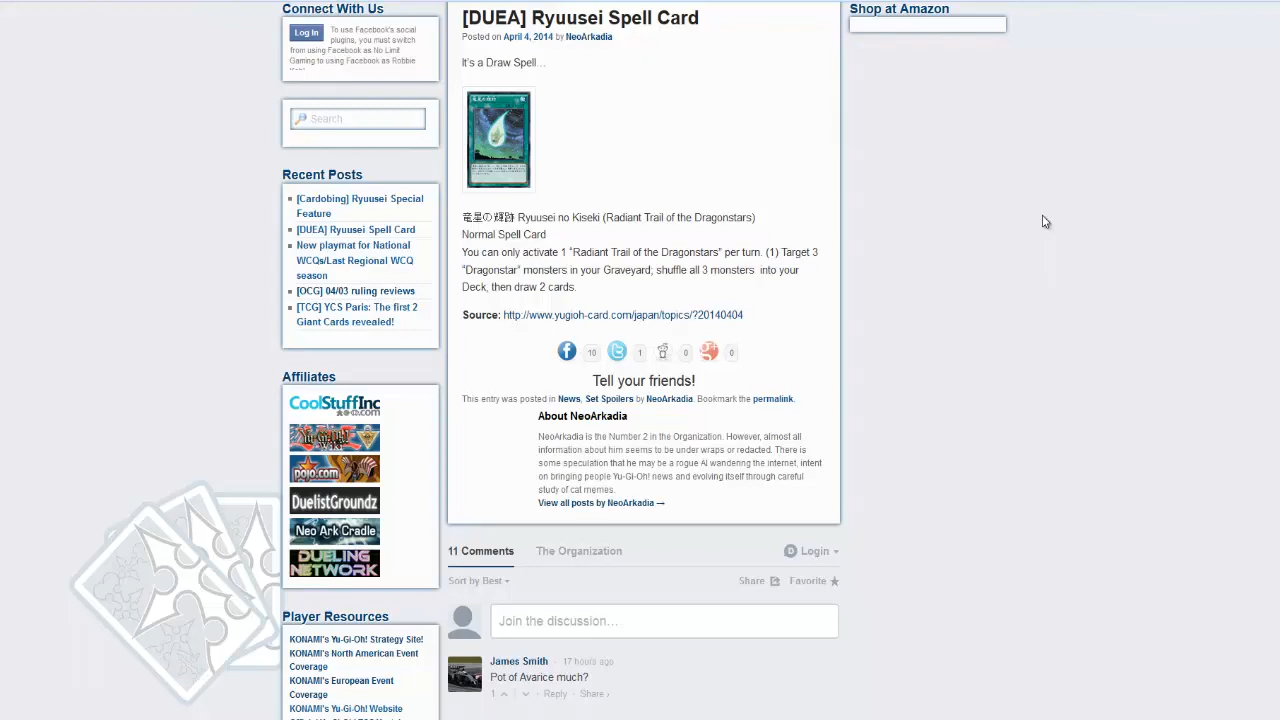 Connect With Us
Log In
To use Facebook's social
plugins, you must switch
from using Facebook as No Limit
Gaming to using Facebook as Robbie
Search
Recent Posts
[Cardobing] Ryuusei Special
Feature
[DUEA] Ryuusei Spell Card
New playmat for National
WCQs/Last Regional WCQ
season
[OCG] 04/03 ruling reviews
[TCG] YCS Paris: The first 2
Giant Cards revealed!
Affiliates
CoolStuffInc
.com
Yu-Gi-Oh!
Wiki
pojo.com
DuelistGroundz
Neo Ark Cradle
DUELING
NETWORK
Player Resources
KONAMI's Yu-Gi-Oh! Strategy Site!
KONAMI's North American Event
Coverage
KONAMI's European Event
Coverage
KONAMI's Yu-Gi-Oh! Website
[DUEA] Ryuusei Spell Card
Posted on April 4, 2014 by NeoArkadia
It's a Draw Spell…
竜星の輝跡 Ryuusei no Kiseki (Radiant Trail of the Dragonstars)
Normal Spell Card
You can only activate 1 “Radiant Trail of the Dragonstars” per turn. (1) Target 3
“Dragonstar” monsters in your Graveyard; shuffle all 3 monsters into your
Deck, then draw 2 cards.
Source: http://www.yugioh-card.com/japan/topics/?20140404
10 1 0 0
Tell your friends!
This entry was posted in News, Set Spoilers by NeoArkadia. Bookmark the permalink.
About NeoArkadia
NeoArkadia is the Number 2 in the Organization. However, almost all
information about him seems to be under wraps or redacted. There is
some speculation that he may be a rogue AI wandering the internet, intent
on bringing people Yu-Gi-Oh! news and evolving itself through careful
study of cat memes.
View all posts by NeoArkadia →
11 Comments The Organization Login
Sort by Best Share Favorite ★
Join the discussion…
James Smith · 17 hours ago
Pot of Avarice much?
1 Reply · Share ›
Shop at Amazon